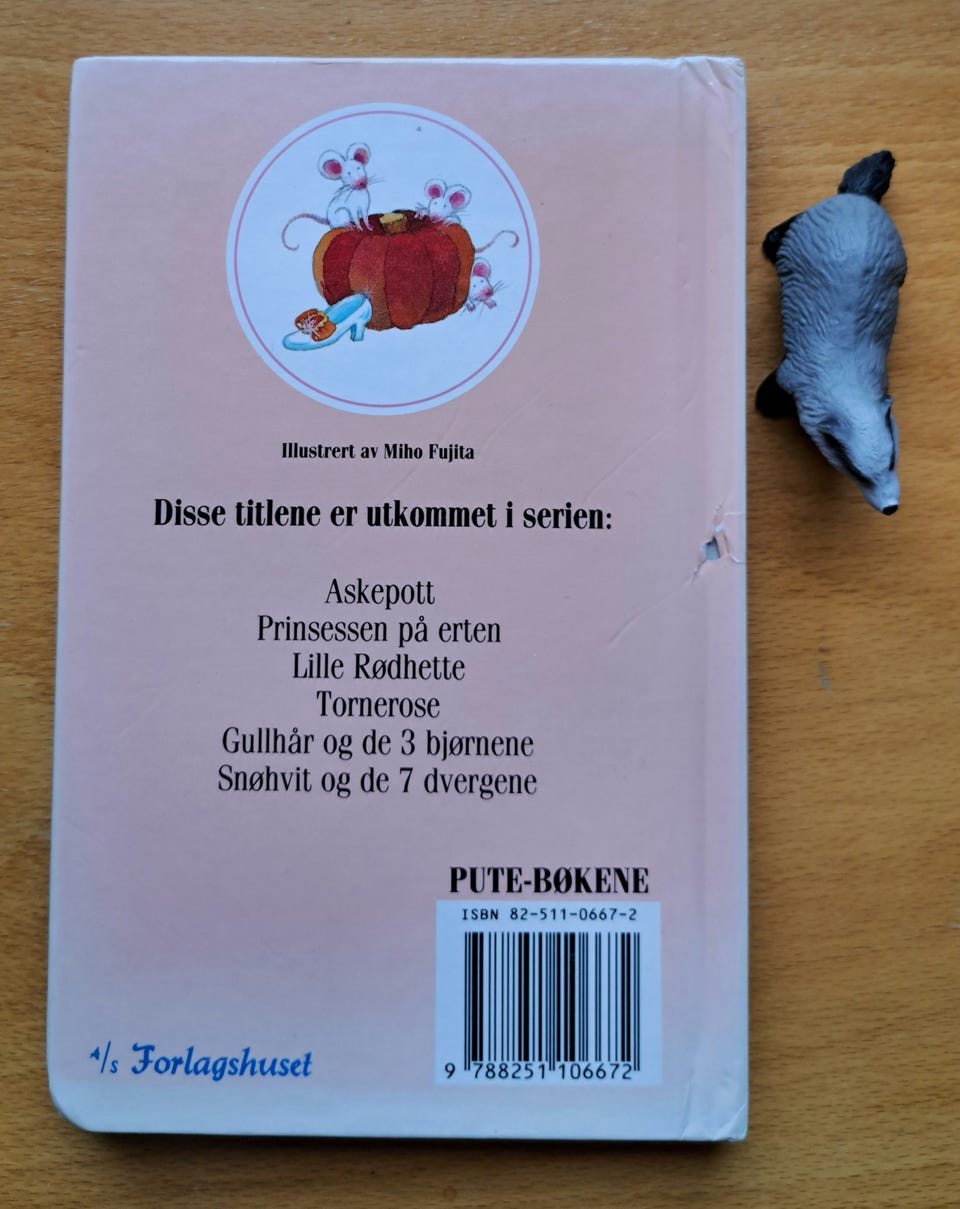 Illustrert av Miho Fujita
Disse titlene er utkommet i serien:
Askepott
Prinsessen på erten
Lille Rødhette
Tornerose
Gullhår og de 3 bjørnene
Snøhvit og de 7 dvergene
PUTE-BØKENE
ISBN 82-511-0667-2
9 788251 106672
A/s Forlagshuset